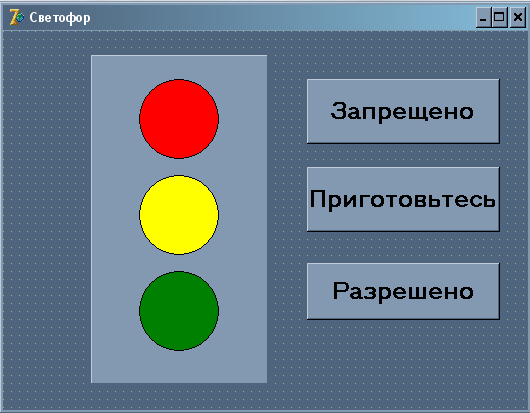 Светофор
Запрещено
Приготовьтесь
Разрешено